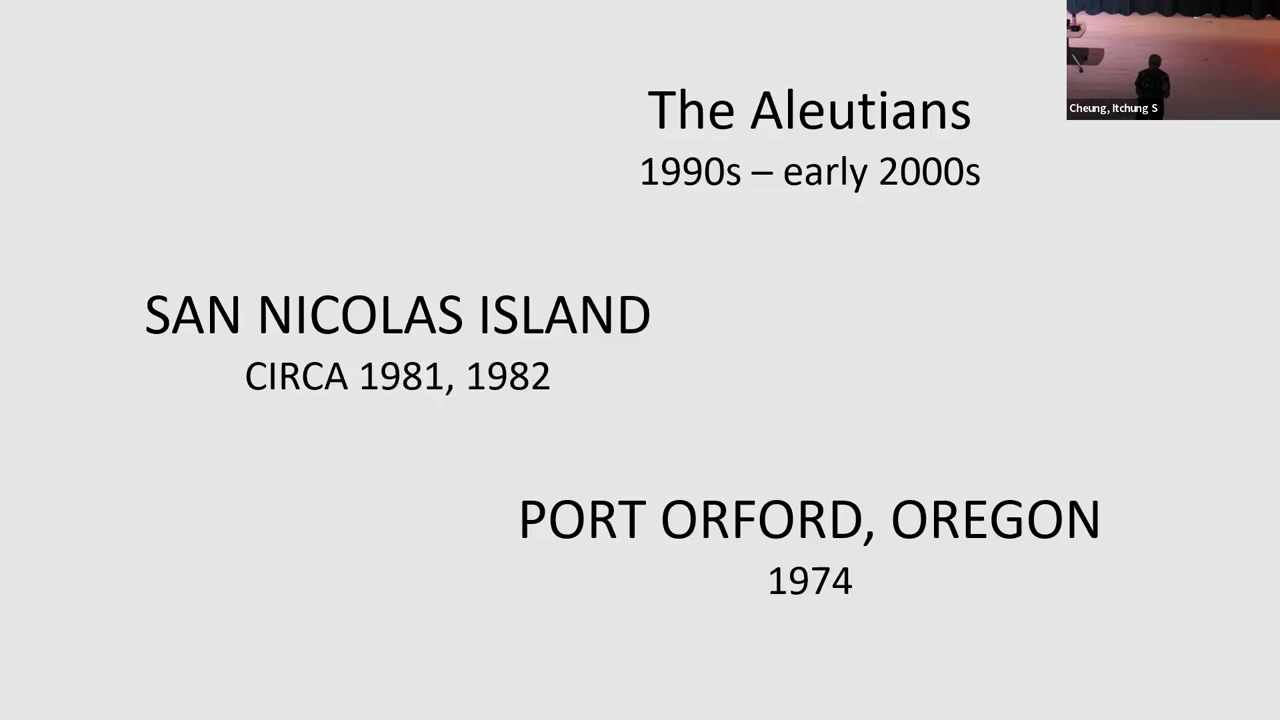 The Aleutians
1990s – early 2000s
SAN NICOLAS ISLAND
CIRCA 1981, 1982
PORT ORFORD, OREGON
1974
Cheung, Itchung S